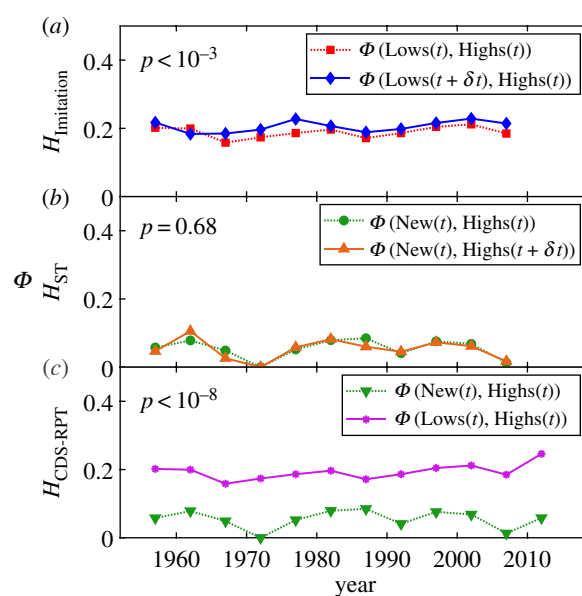 (a)
p < 10⁻³
Φ (Lows(t), Highs(t))
Φ (Lows(t + δt), Highs(t))
H_Imitation
0.4
0.2
0
(b)
p = 0.68
Φ (New(t), Highs(t))
Φ (New(t), Highs(t + δt))
Φ
H_ST
0.4
0.2
0
(c)
p < 10⁻⁸
Φ (New(t), Highs(t))
Φ (Lows(t), Highs(t))
H_CDS-RPT
0.4
0.2
0
1960 1970 1980 1990 2000 2010
year